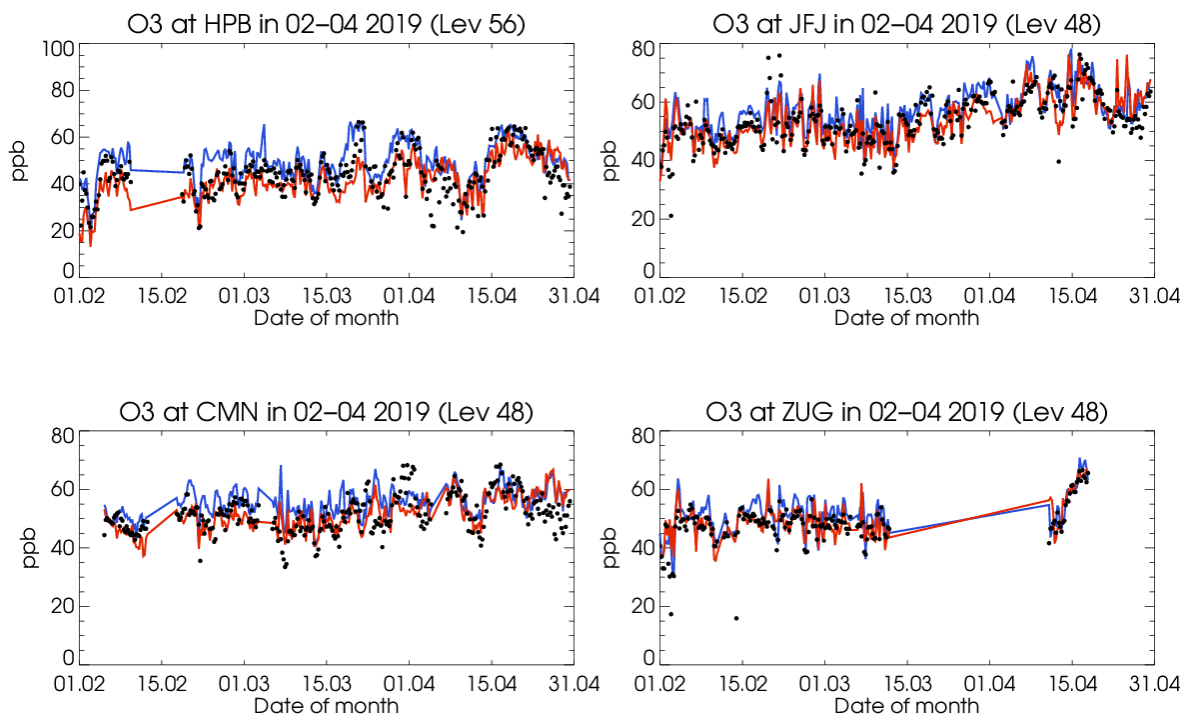 O3 at HPB in 02–04 2019 (Lev 56)
100
80
60
40
20
0
ppb
01.02 15.02 01.03 15.03 01.04 15.04 31.04
Date of month
O3 at JFJ in 02–04 2019 (Lev 48)
80
60
40
20
0
ppb
01.02 15.02 01.03 15.03 01.04 15.04 31.04
Date of month
O3 at CMN in 02–04 2019 (Lev 48)
80
60
40
20
0
ppb
01.02 15.02 01.03 15.03 01.04 15.04 31.04
Date of month
O3 at ZUG in 02–04 2019 (Lev 48)
80
60
40
20
0
ppb
01.02 15.02 01.03 15.03 01.04 15.04 31.04
Date of month